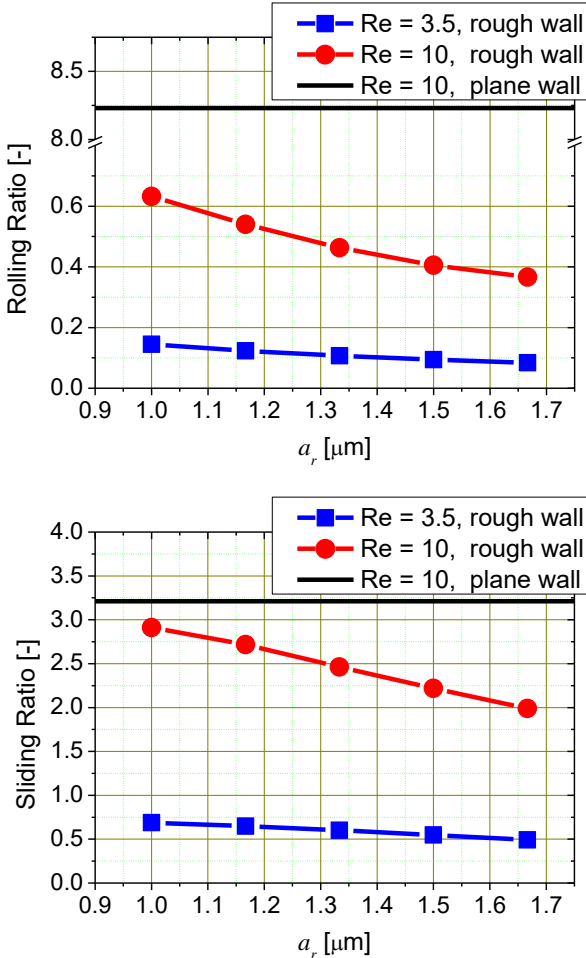 Re = 3.5, rough wall
Re = 10, rough wall
Re = 10, plane wall
8.5
8.0
0.6
0.4
0.2
0.0
Rolling Ratio [-]
0.9 1.0 1.1 1.2 1.3 1.4 1.5 1.6 1.7
a_r [μm]
Re = 3.5, rough wall
Re = 10, rough wall
Re = 10, plane wall
4.0
3.5
3.0
2.5
2.0
1.5
1.0
0.5
0.0
Sliding Ratio [-]
0.9 1.0 1.1 1.2 1.3 1.4 1.5 1.6 1.7
a_r [μm]